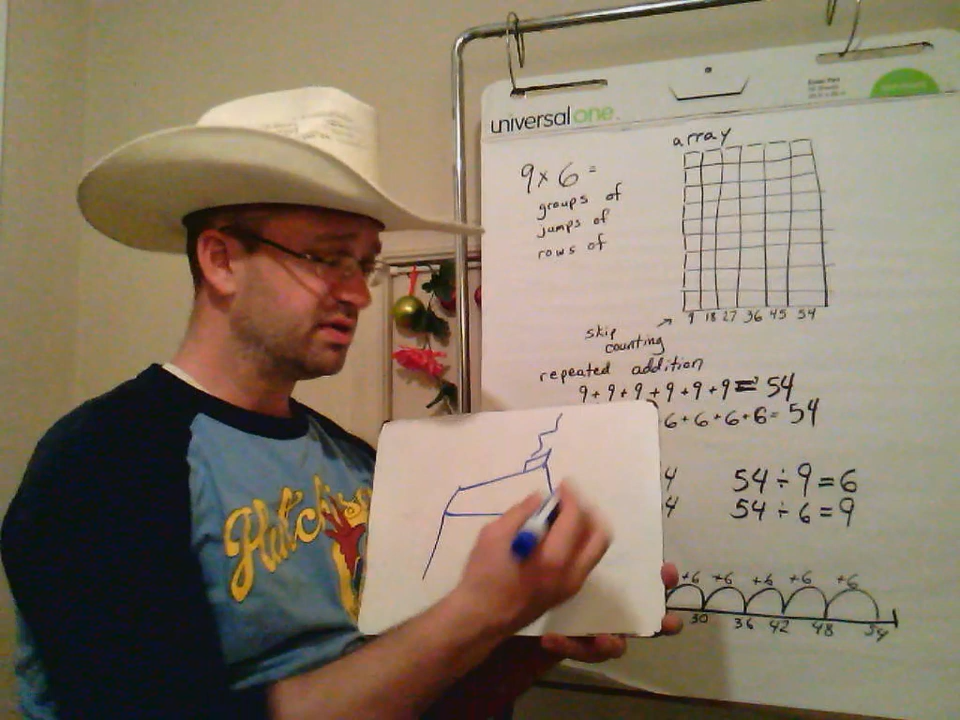 universal one
9 x 6 =
groups of
jumps of
rows of
array
9 18 27 36 45 54
skip
counting
repeated addition
9+9+9+9+9+9=54
6+6+6+6=54
4
4
54÷9=6
54÷6=9
+6 +6 +6 +6 +6
30 36 42 48 54